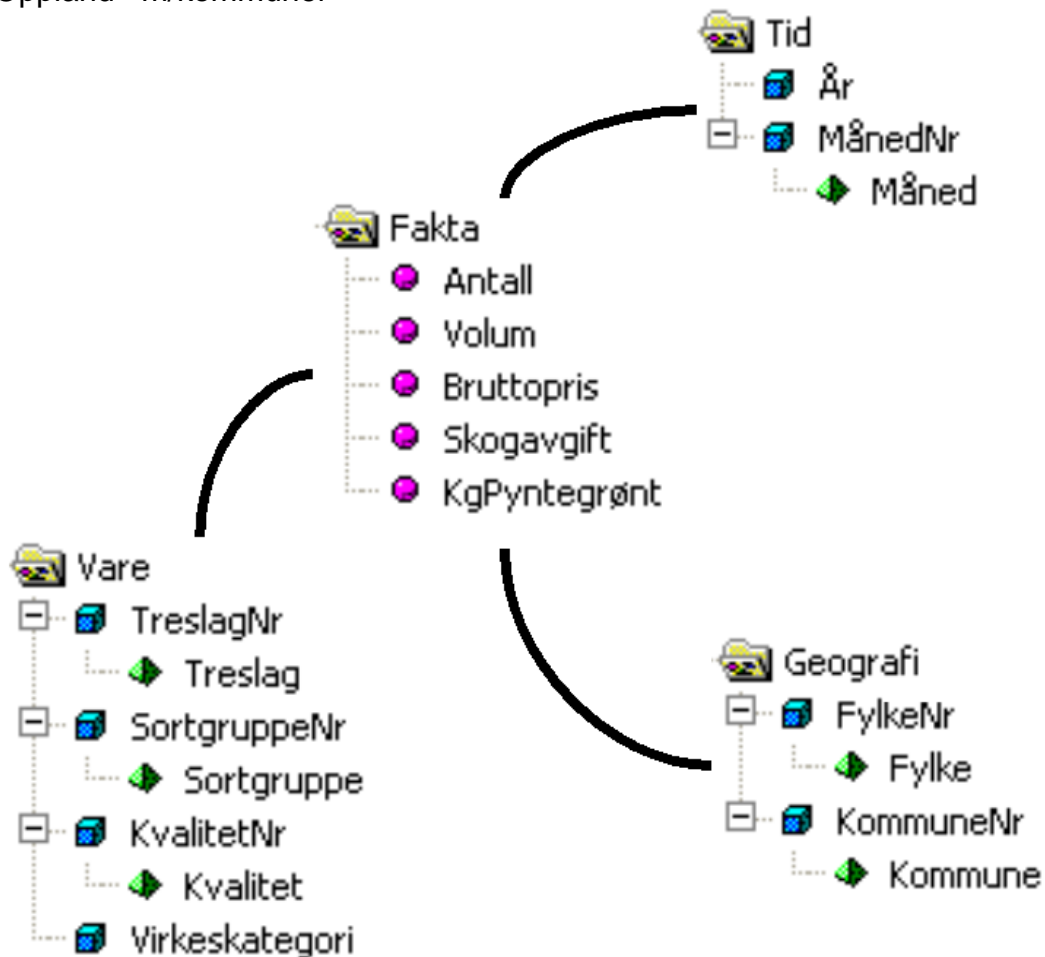 Tid
År
MånedNr
Måned
Fakta
Antall
Volum
Bruttopris
Skogavgift
KgPyntegrønt
Vare
TreslagNr
Treslag
SortgruppeNr
Sortgruppe
KvalitetNr
Kvalitet
Virkeskategori
Geografi
FylkeNr
Fylke
KommuneNr
Kommune